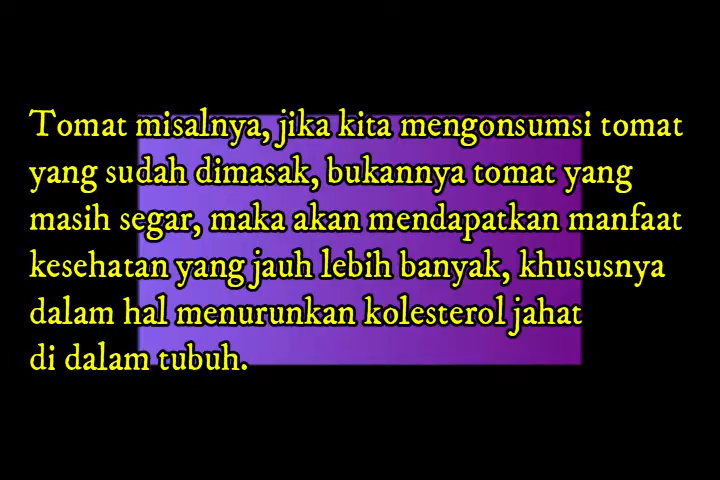 Tomat misalnya, jika kita mengonsumsi tomat
yang sudah dimasak, bukannya tomat yang
masih segar, maka akan mendapatkan manfaat
kesehatan yang jauh lebih banyak, khususnya
dalam hal menurunkan kolesterol jahat
di dalam tubuh.